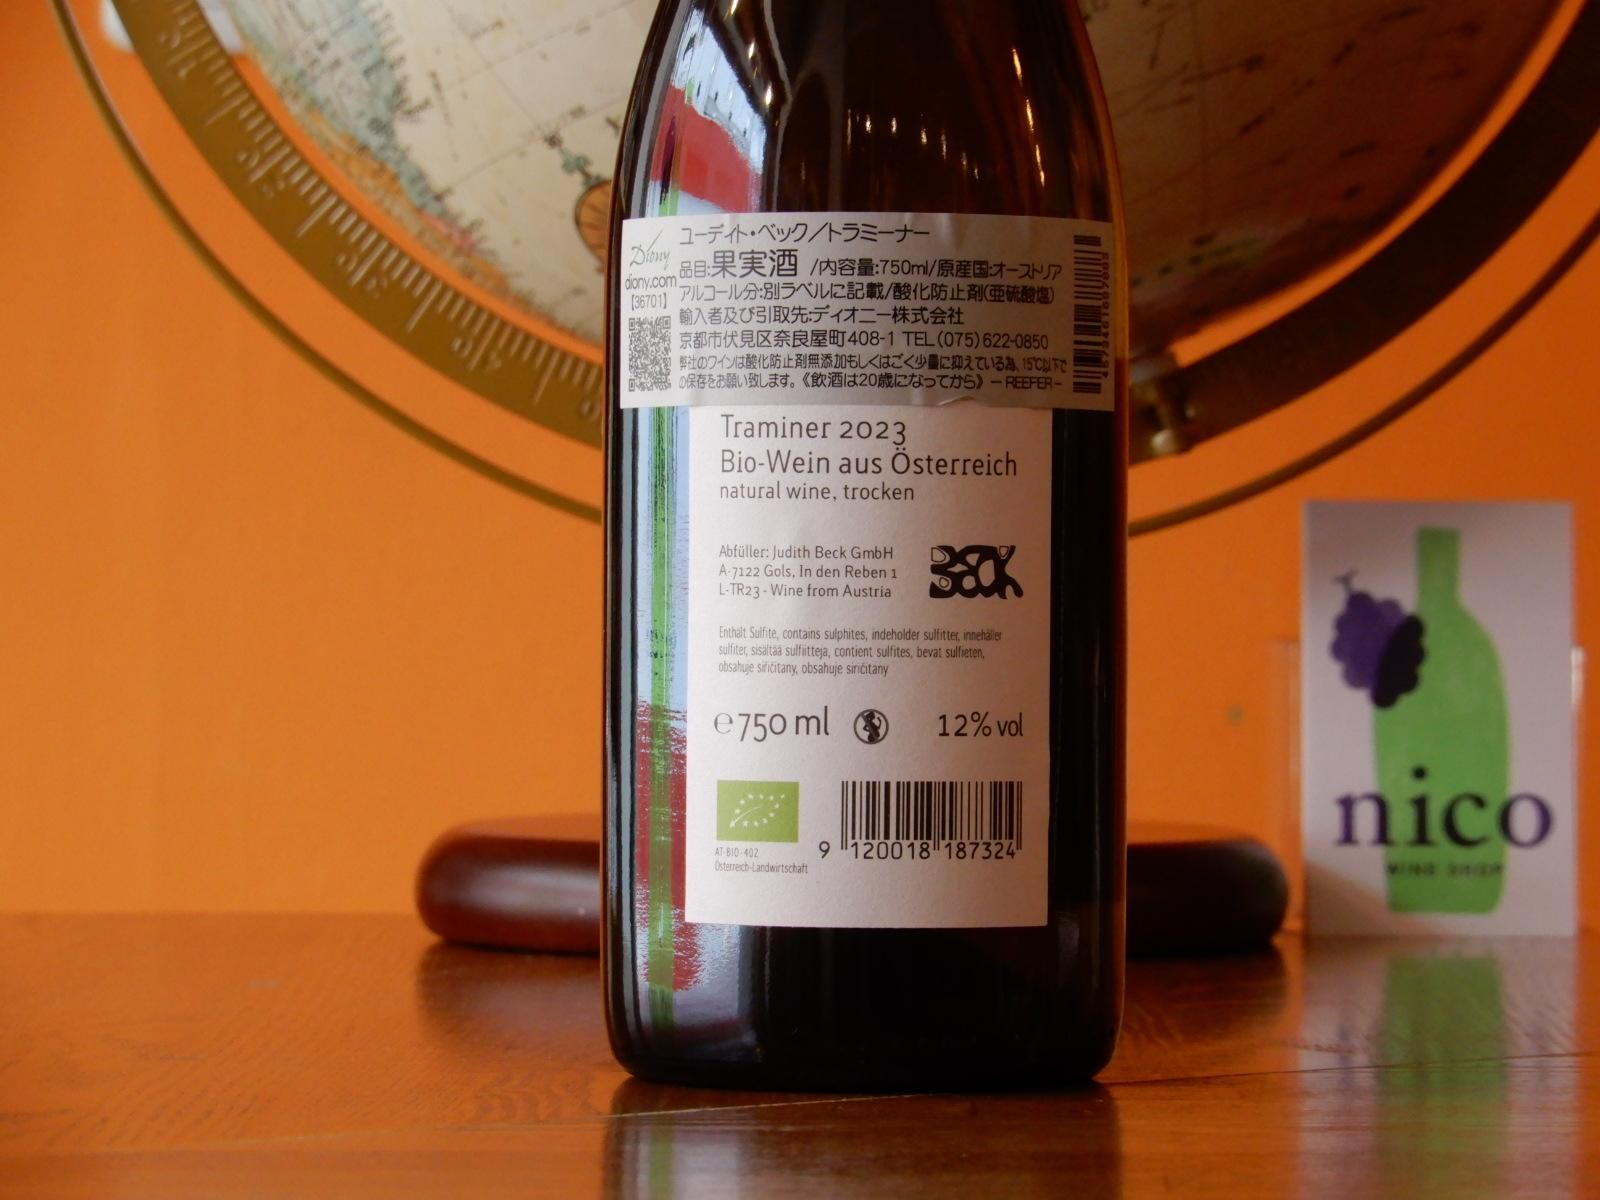 ユーディト・ベック/トラミーナー
Diony
diony.com
【36701】
品目:果実酒 /内容量:750ml/原産国:オーストリア
アルコール分:別ラベルに記載/酸化防止剤(亜硫酸塩)
輸入者及び引取先:ディオニー株式会社
京都市伏見区奈良屋町408-1 TEL(075)622-0850
弊社のワインは酸化防止剤無添加もしくはごく少量に抑えている為、15℃以下で
の保存をお願い致します。《飲酒は20歳になってから》 - REEFER -
Traminer 2023
Bio-Wein aus Österreich
natural wine, trocken
Abfüller: Judith Beck GmbH
A-7122 Gols, In den Reben 1
L-TR23 - Wine from Austria
BECK
Beck
Enthält Sulfite, contains sulphites, indeholder sulfitter, innehåller
sulfiter, sisältää sulfiitteja, contient sulfites, bevat sulfieten,
obsahuje siřičitany, obsahuje siričitany
℮ 750 ml
12% vol
AT-BIO-402
Österreich-Landwirtschaft
9 120018 187324
nico
WINE SHOP